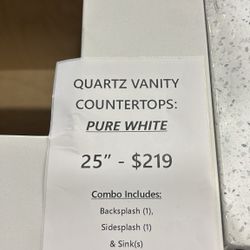 QUARTZ VANITY
COUNTERTOPS:
PURE WHITE
25” - $219
Combo Includes:
Backsplash (1),
Sidesplash (1)
& Sink(s)